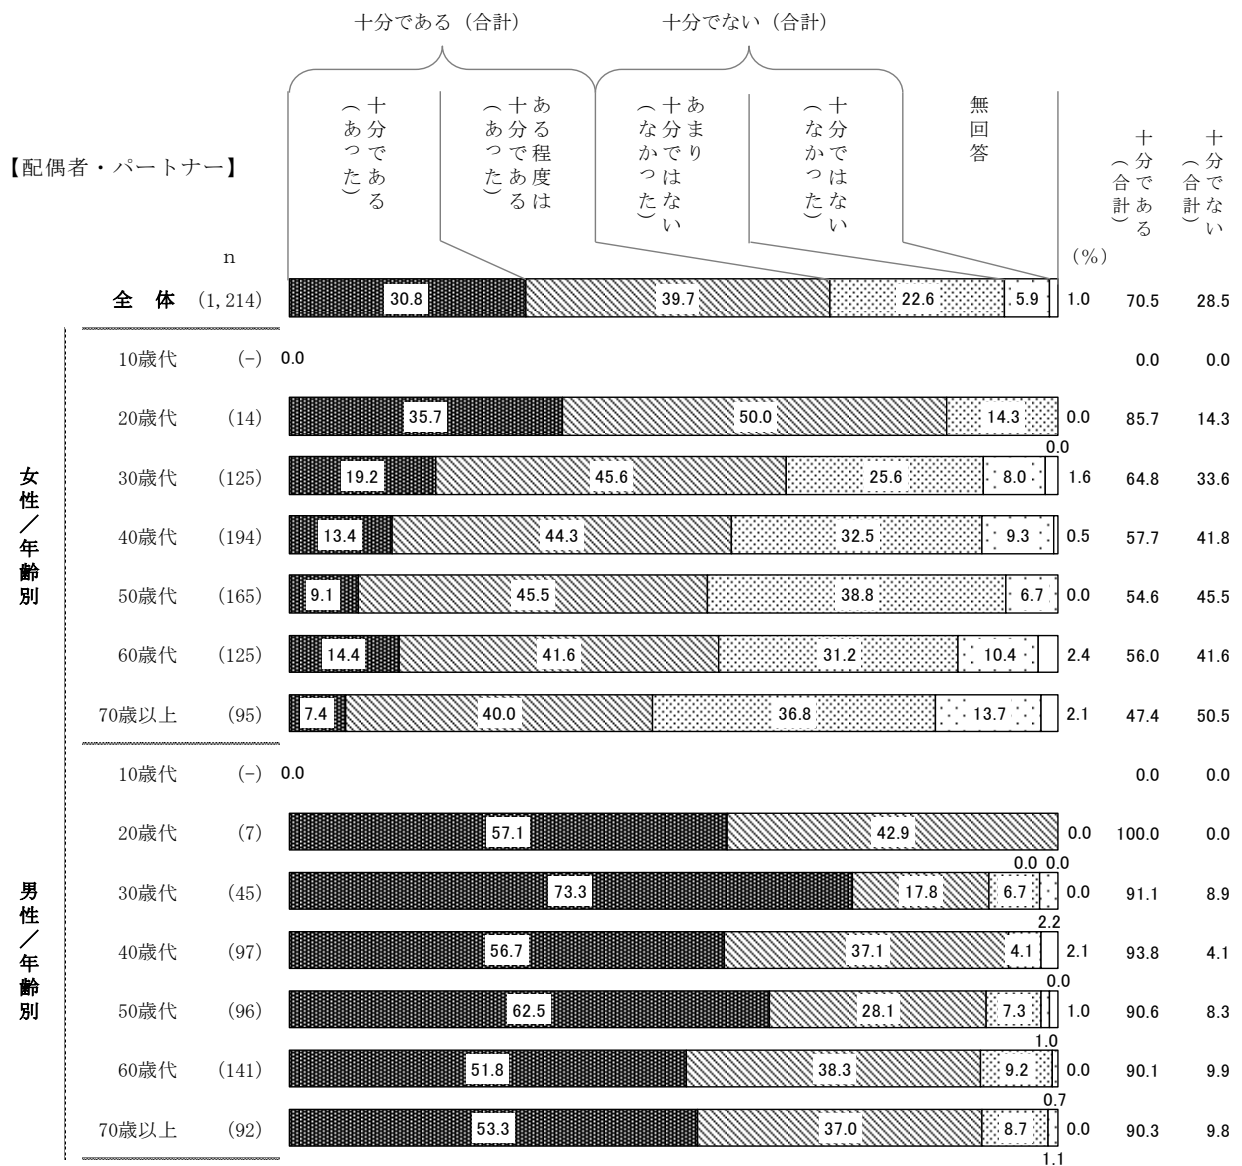 十分である（合計）　十分でない（合計）
十分である（あった）
ある程度は十分である（あった）
あまり十分ではない（なかった）
十分ではない（なかった）
無回答
十分である（合計）
十分でない（合計）
【配偶者・パートナー】
n
(%)
全　体 (1,214) 30.8 39.7 22.6 5.9 1.0 70.5 28.5
女性／年齢別
10歳代 (-) 0.0 0.0 0.0
20歳代 (14) 35.7 50.0 14.3 0.0 85.7 14.3
0.0
30歳代 (125) 19.2 45.6 25.6 8.0 1.6 64.8 33.6
40歳代 (194) 13.4 44.3 32.5 9.3 0.5 57.7 41.8
50歳代 (165) 9.1 45.5 38.8 6.7 0.0 54.6 45.5
60歳代 (125) 14.4 41.6 31.2 10.4 2.4 56.0 41.6
70歳以上 (95) 7.4 40.0 36.8 13.7 2.1 47.4 50.5
男性／年齢別
10歳代 (-) 0.0 0.0 0.0
20歳代 (7) 57.1 42.9 0.0 100.0 0.0
0.0 0.0
30歳代 (45) 73.3 17.8 6.7 0.0 91.1 8.9
2.2
40歳代 (97) 56.7 37.1 4.1 2.1 93.8 4.1
0.0
50歳代 (96) 62.5 28.1 7.3 1.0 90.6 8.3
1.0
60歳代 (141) 51.8 38.3 9.2 0.0 90.1 9.9
0.7
70歳以上 (92) 53.3 37.0 8.7 0.0 90.3 9.8
1.1